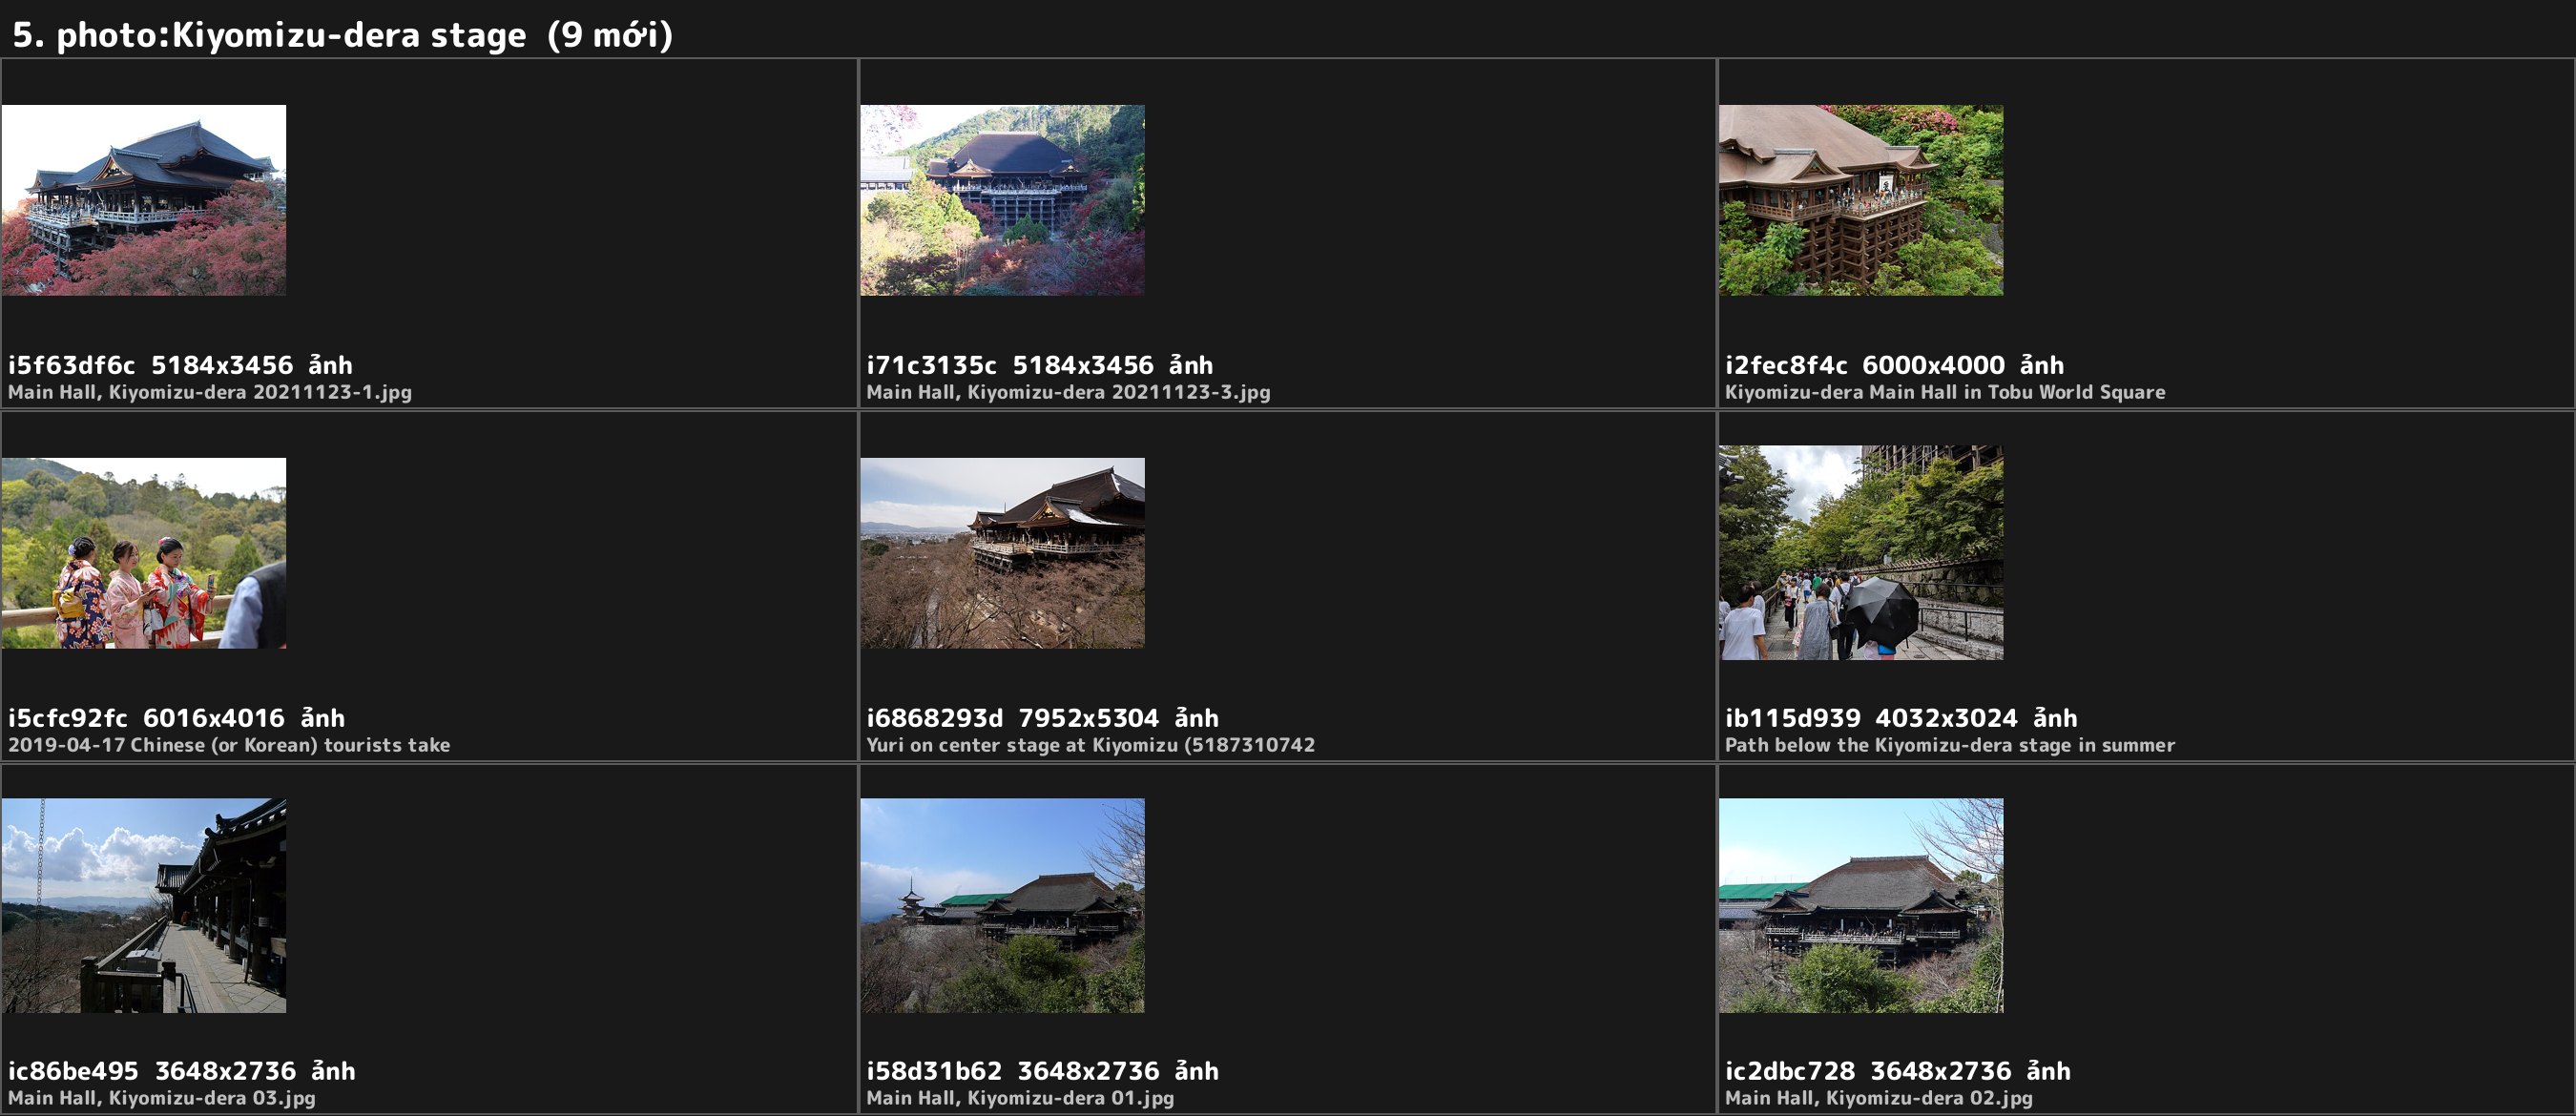 5. photo:Kiyomizu-dera stage (9 mới)
i5f63df6c 5184x3456 ảnh
Main Hall, Kiyomizu-dera 20211123-1.jpg
i71c3135c 5184x3456 ảnh
Main Hall, Kiyomizu-dera 20211123-3.jpg
i2fec8f4c 6000x4000 ảnh
Kiyomizu-dera Main Hall in Tobu World Square
i5cfc92fc 6016x4016 ảnh
2019-04-17 Chinese (or Korean) tourists take
i6868293d 7952x5304 ảnh
Yuri on center stage at Kiyomizu (5187310742
ib115d939 4032x3024 ảnh
Path below the Kiyomizu-dera stage in summer
ic86be495 3648x2736 ảnh
Main Hall, Kiyomizu-dera 03.jpg
i58d31b62 3648x2736 ảnh
Main Hall, Kiyomizu-dera 01.jpg
ic2dbc728 3648x2736 ảnh
Main Hall, Kiyomizu-dera 02.jpg